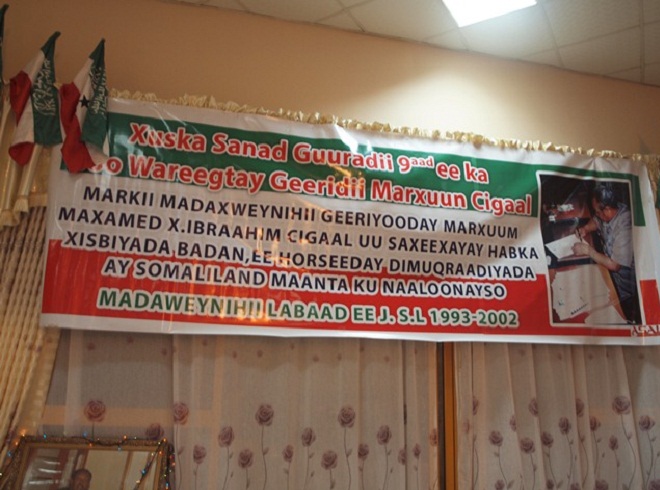 Xuska Sanad Guuradii 9aad ee ka
oo Wareegtay Geeridii Marxuun Cigaal
MARKII MADAXWEYNIHII GEERIYOODAY MARXUUM
MAXAMED X.IBRAAHIM CIGAAL UU SAXEEXAYAY HABKA
XISBIYADA BADAN,EE HORSEEDAY DIMUQRAADIYADA
AY SOMALILAND MAANTA KU NAALOONAYSO
MADAWEYNIHII LABAAD EE J. S.L 1993-2002